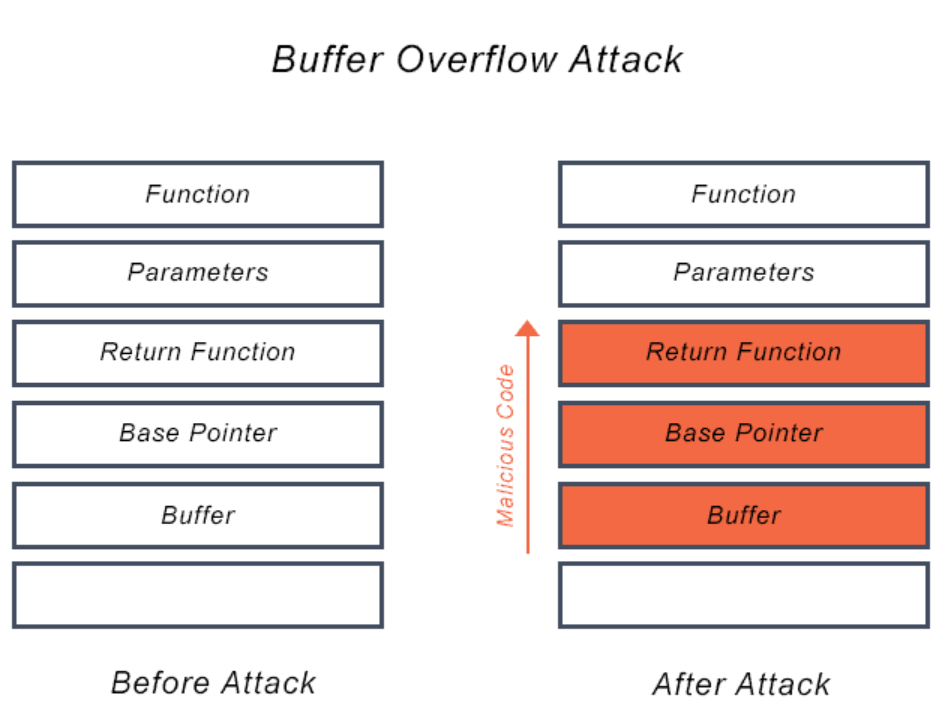 Buffer Overflow Attack
Function
Parameters
Return Function
Base Pointer
Buffer
Before Attack
Malicious Code
Function
Parameters
Return Function
Base Pointer
Buffer
After Attack